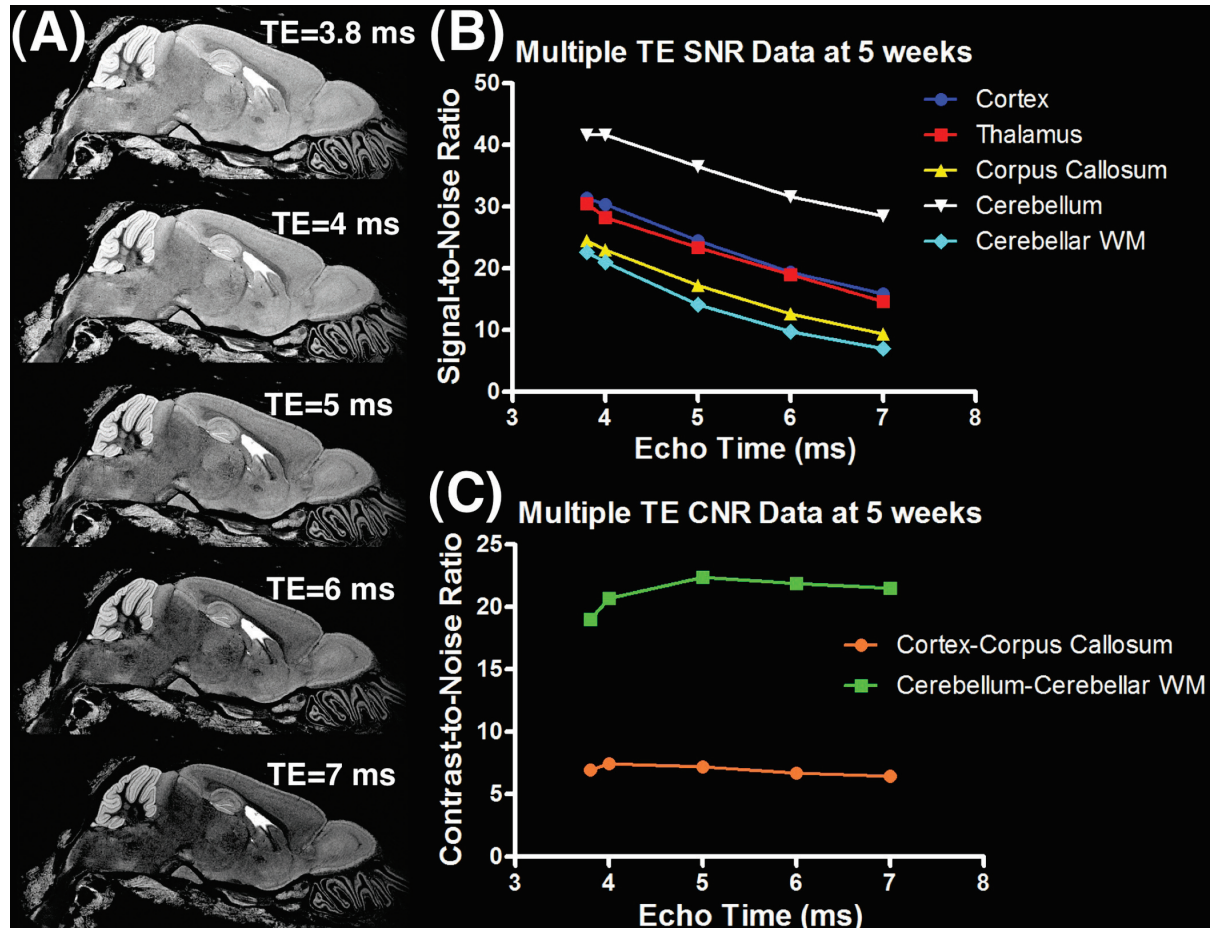 (A)
TE=3.8 ms
TE=4 ms
TE=5 ms
TE=6 ms
TE=7 ms
(B)
Multiple TE SNR Data at 5 weeks
Signal-to-Noise Ratio
50
40
30
20
10
0
3 4 5 6 7 8
Echo Time (ms)
Cortex
Thalamus
Corpus Callosum
Cerebellum
Cerebellar WM
(C)
Multiple TE CNR Data at 5 weeks
Contrast-to-Noise Ratio
25
20
15
10
5
0
3 4 5 6 7 8
Echo Time (ms)
Cortex-Corpus Callosum
Cerebellum-Cerebellar WM